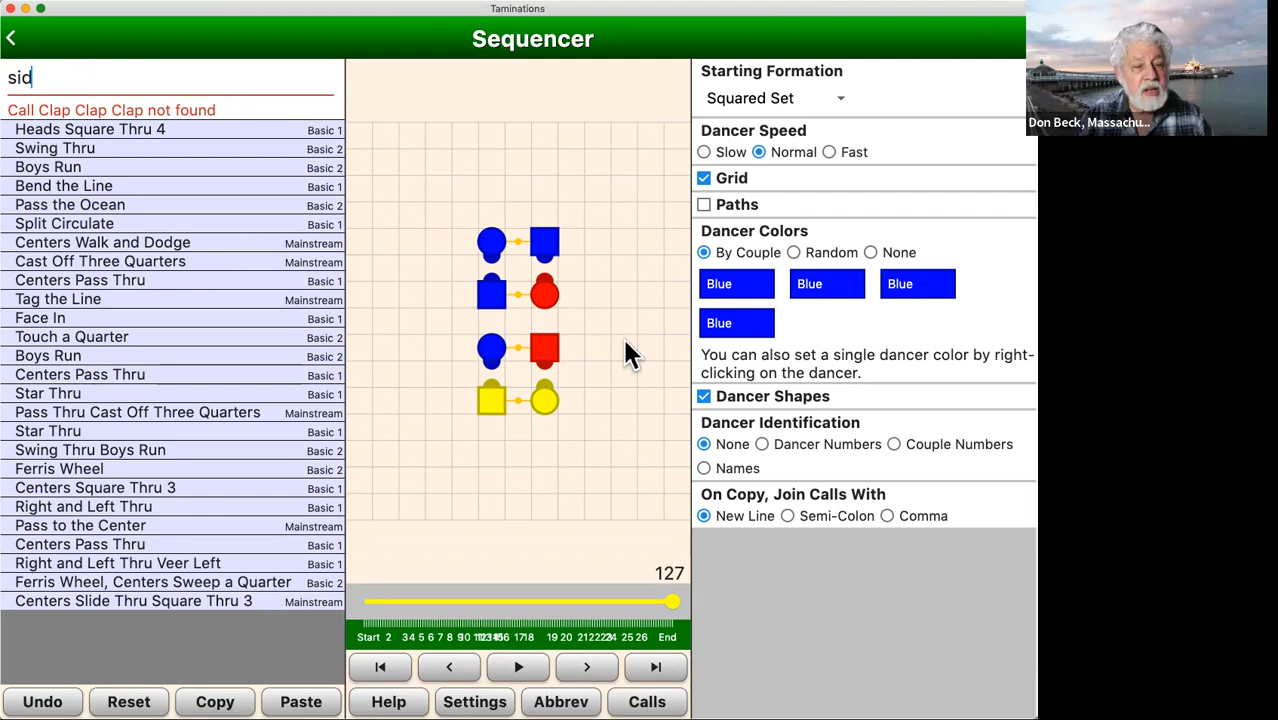 Taminations
Sequencer
sid
Call Clap Clap Clap not found
Heads Square Thru 4 Basic 1
Swing Thru Basic 2
Boys Run Basic 2
Bend the Line Basic 1
Pass the Ocean Basic 2
Split Circulate Basic 1
Centers Walk and Dodge Mainstream
Cast Off Three Quarters Mainstream
Centers Pass Thru Basic 1
Tag the Line Mainstream
Face In Basic 1
Touch a Quarter Basic 2
Boys Run Basic 2
Centers Pass Thru Basic 1
Star Thru Basic 1
Pass Thru Cast Off Three Quarters Mainstream
Star Thru Basic 1
Swing Thru Boys Run Basic 2
Ferris Wheel Basic 2
Centers Square Thru 3 Basic 1
Right and Left Thru Basic 1
Pass to the Center Mainstream
Centers Pass Thru Basic 1
Right and Left Thru Veer Left Basic 1
Ferris Wheel, Centers Sweep a Quarter Basic 2
Centers Slide Thru Square Thru 3 Mainstream
Undo Reset Copy Paste
127
Start 2 3 4 5 6 7 8 9 16 17 18 19 20 25 26 End
Help Settings Abbrev Calls
Starting Formation
Squared Set
Dancer Speed
Slow Normal Fast
Grid
Paths
Dancer Colors
By Couple Random None
Blue Blue Blue
Blue
You can also set a single dancer color by right-
clicking on the dancer.
Dancer Shapes
Dancer Identification
None Dancer Numbers Couple Numbers
Names
On Copy, Join Calls With
New Line Semi-Colon Comma
Don Beck, Massachu...